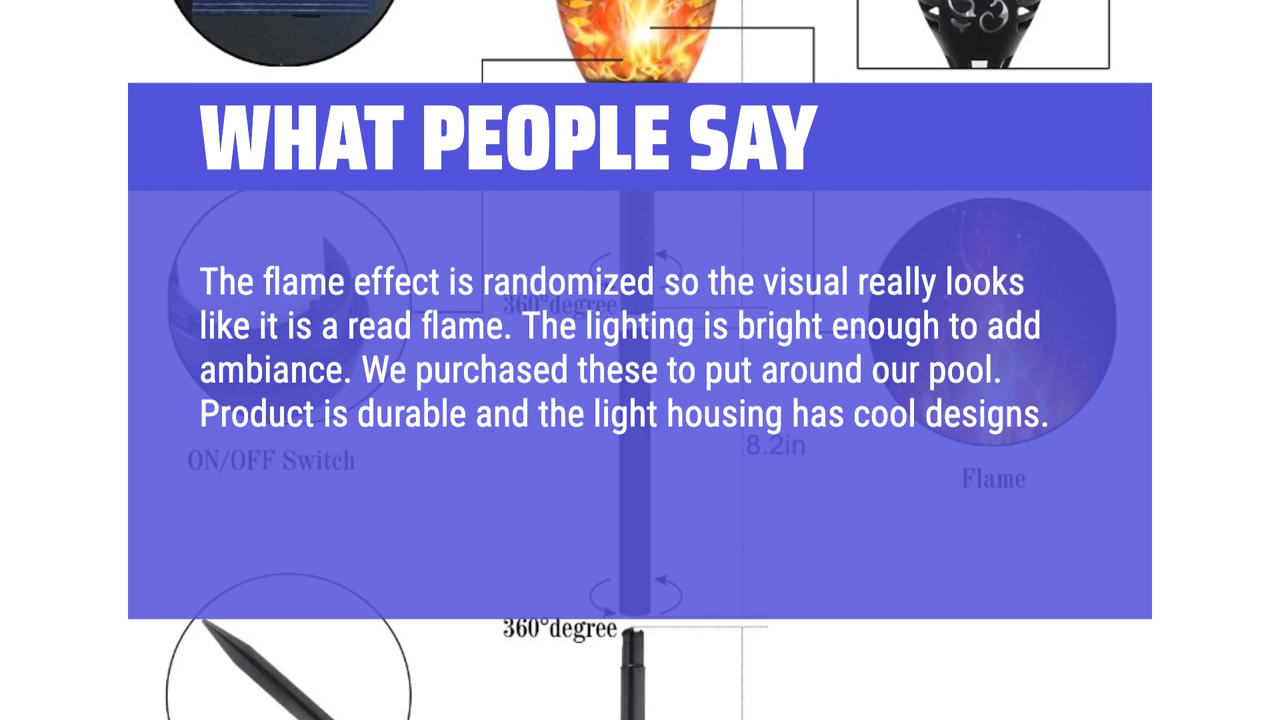 WHAT PEOPLE SAY
360°degree
The flame effect is randomized so the visual really looks
like it is a read flame. The lighting is bright enough to add
ambiance. We purchased these to put around our pool.
Product is durable and the light housing has cool designs.
8.2in
ON/OFF Switch
Flame
360°degree